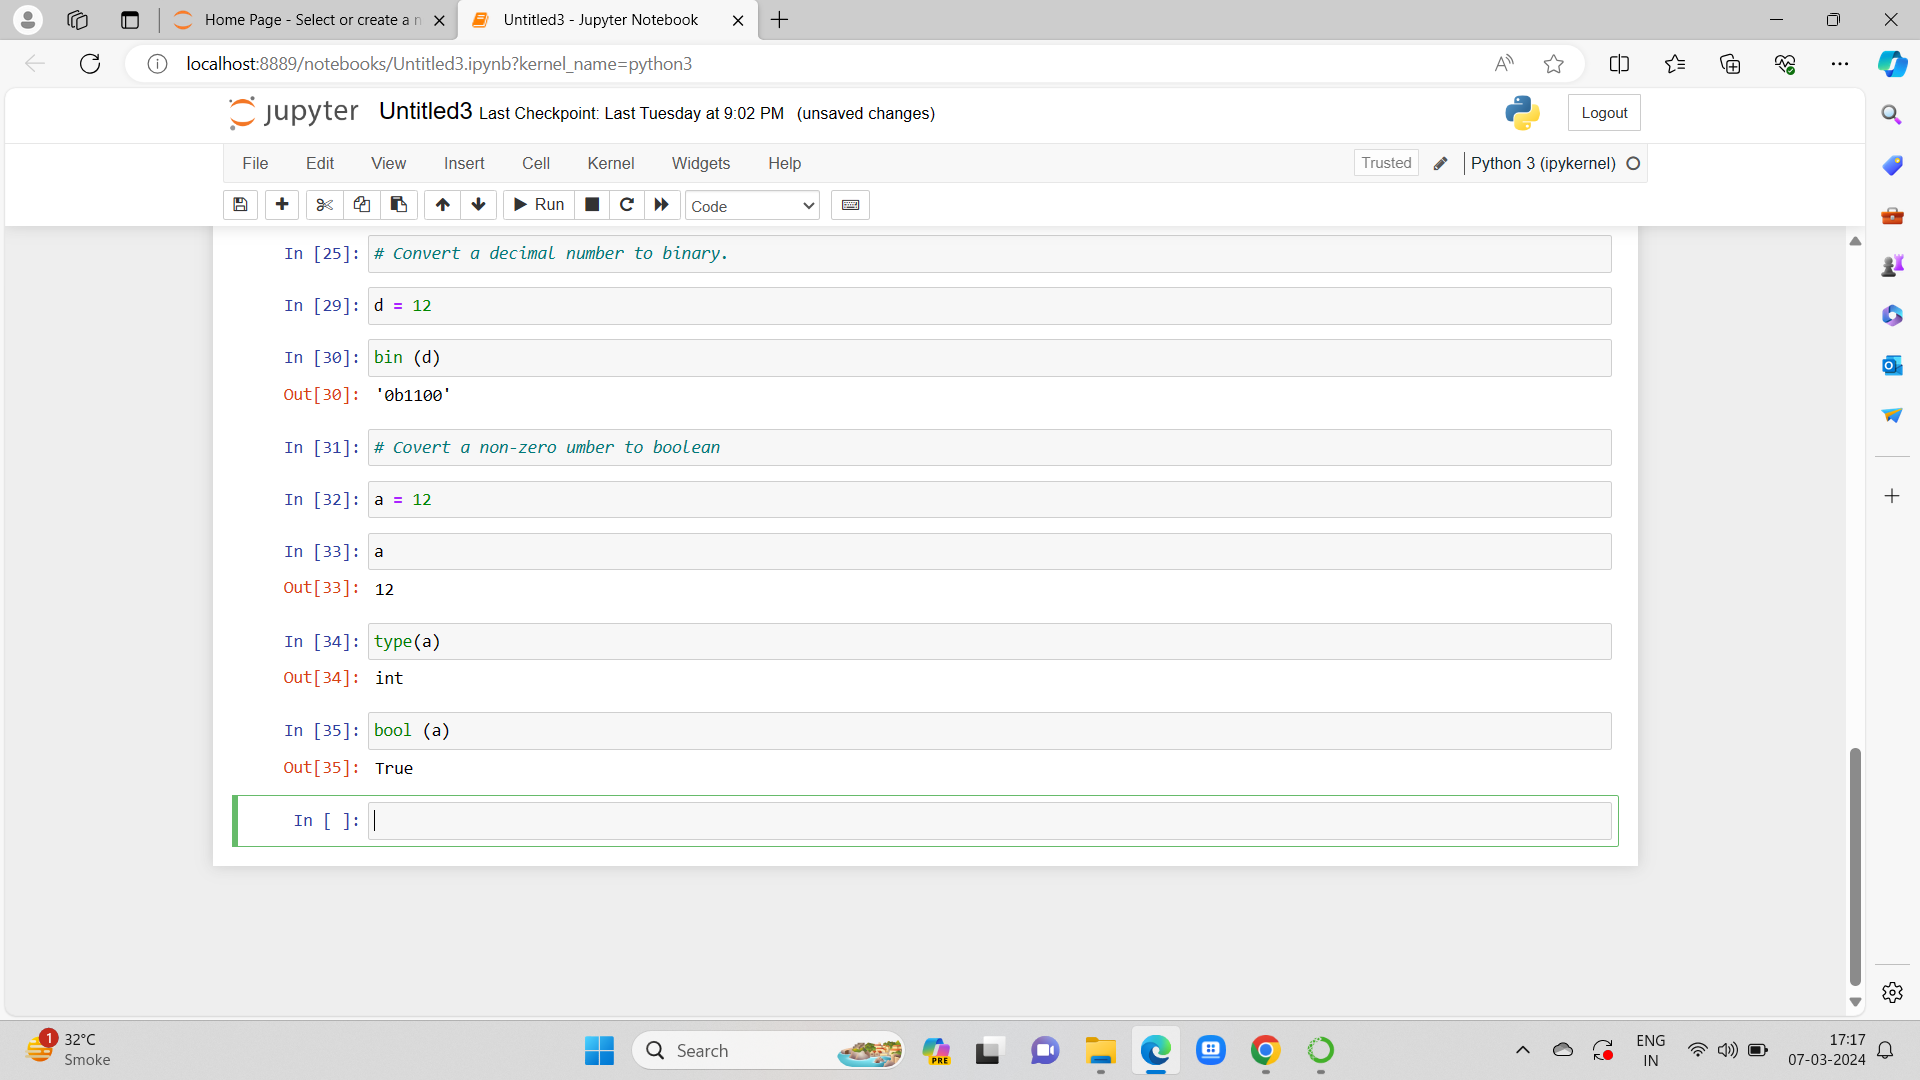 Home Page - Select or create a n
Untitled3 - Jupyter Notebook
localhost:8889/notebooks/Untitled3.ipynb?kernel_name=python3
jupyter Untitled3 Last Checkpoint: Last Tuesday at 9:02 PM (unsaved changes)
Logout
File Edit View Insert Cell Kernel Widgets Help
Trusted Python 3 (ipykernel)
Run Code
In [25]: # Convert a decimal number to binary.
In [29]: d = 12
In [30]: bin (d)
Out[30]: '0b1100'
In [31]: # Covert a non-zero umber to boolean
In [32]: a = 12
In [33]: a
Out[33]: 12
In [34]: type(a)
Out[34]: int
In [35]: bool (a)
Out[35]: True
In [ ]:
1
32°C
Smoke
Search
PRE
ENG
IN
17:17
07-03-2024